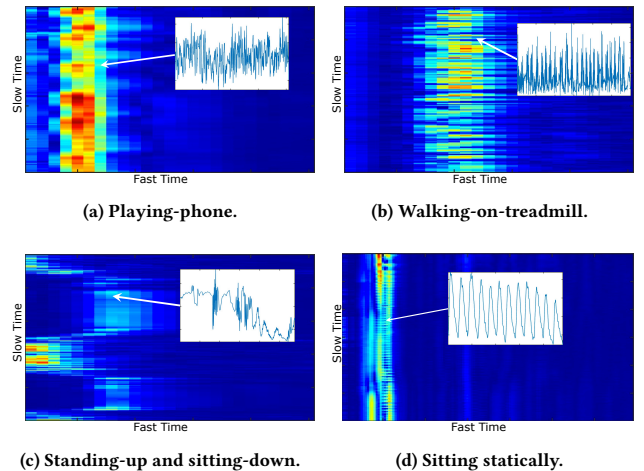 Slow Time
Fast Time
(a) Playing-phone.
Slow Time
Fast Time
(b) Walking-on-treadmill.
Slow Time
Fast Time
(c) Standing-up and sitting-down.
Slow Time
Fast Time
(d) Sitting statically.